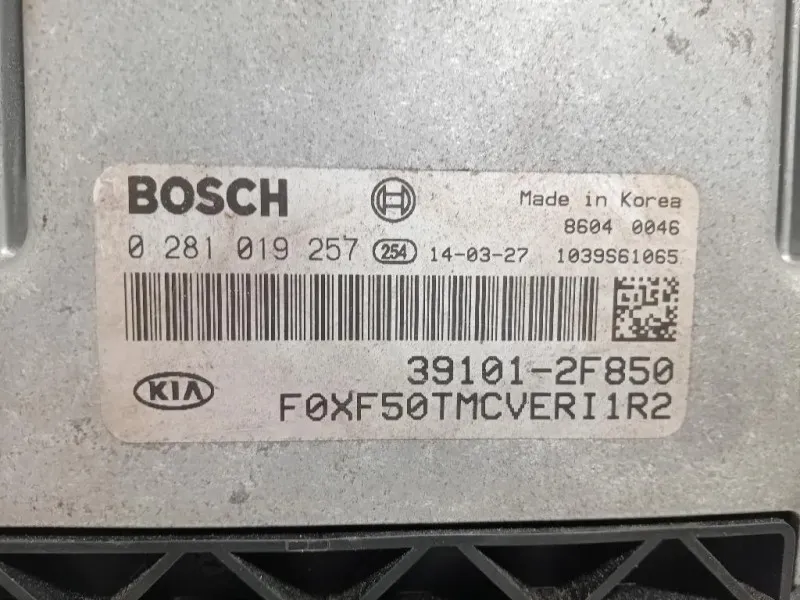 BOSCH
Made in Korea
8604 0046
0 281 019 257 254 14-03-27 1039S61065
39101-2F850
KIA
F0XF50TMCVERI1R2